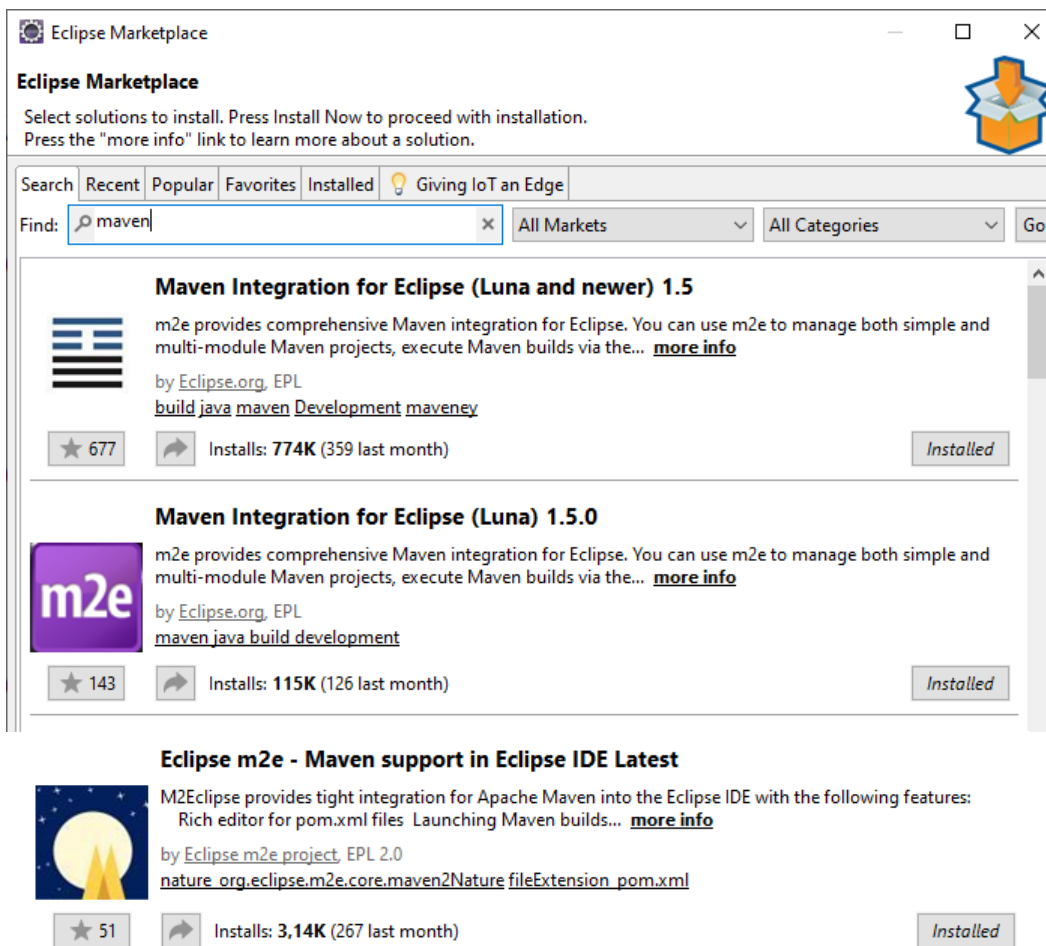 Eclipse Marketplace
Eclipse Marketplace
Select solutions to install. Press Install Now to proceed with installation.
Press the "more info" link to learn more about a solution.
Search Recent Popular Favorites Installed Giving IoT an Edge
Find: maven All Markets All Categories Go
Maven Integration for Eclipse (Luna and newer) 1.5
m2e provides comprehensive Maven integration for Eclipse. You can use m2e to manage both simple and
multi-module Maven projects, execute Maven builds via the... more info
by Eclipse.org, EPL
build java maven Development maveney
677 Installs: 774K (359 last month) Installed
Maven Integration for Eclipse (Luna) 1.5.0
m2e
m2e provides comprehensive Maven integration for Eclipse. You can use m2e to manage both simple and
multi-module Maven projects, execute Maven builds via the... more info
by Eclipse.org, EPL
maven java build development
143 Installs: 115K (126 last month) Installed
Eclipse m2e - Maven support in Eclipse IDE Latest
M2Eclipse provides tight integration for Apache Maven into the Eclipse IDE with the following features:
Rich editor for pom.xml files Launching Maven builds... more info
by Eclipse m2e project, EPL 2.0
nature_org.eclipse.m2e.core.maven2Nature fileExtension_pom.xml
51 Installs: 3,14K (267 last month) Installed